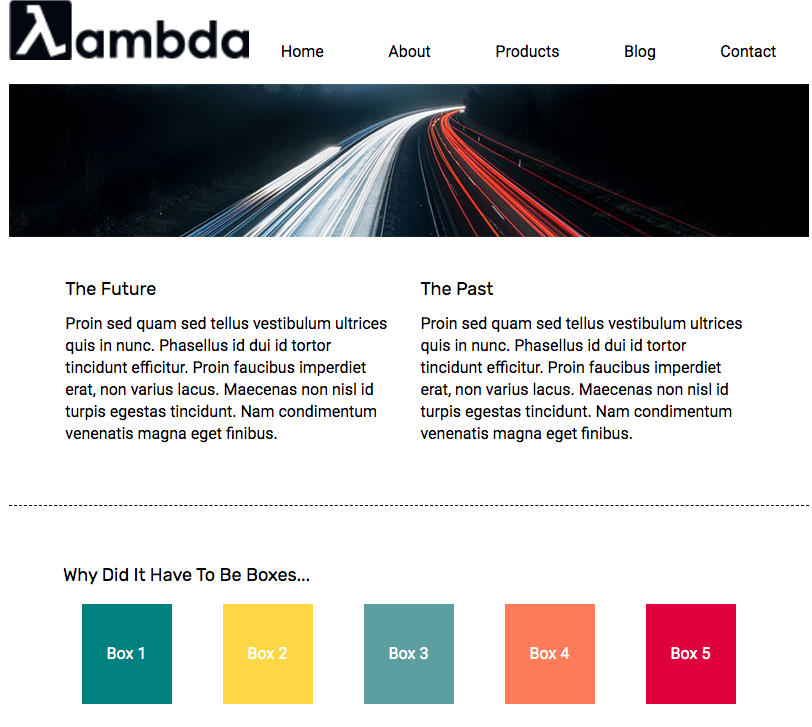 λambda
Home About Products Blog Contact
The Future
Proin sed quam sed tellus vestibulum ultrices
quis in nunc. Phasellus id dui id tortor
tincidunt efficitur. Proin faucibus imperdiet
erat, non varius lacus. Maecenas non nisl id
turpis egestas tincidunt. Nam condimentum
venenatis magna eget finibus.
The Past
Proin sed quam sed tellus vestibulum ultrices
quis in nunc. Phasellus id dui id tortor
tincidunt efficitur. Proin faucibus imperdiet
erat, non varius lacus. Maecenas non nisl id
turpis egestas tincidunt. Nam condimentum
venenatis magna eget finibus.
Why Did It Have To Be Boxes...
Box 1 Box 2 Box 3 Box 4 Box 5